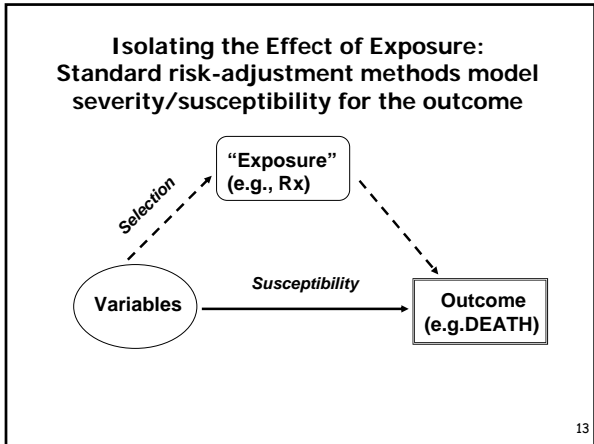 Isolating the Effect of Exposure:
Standard risk-adjustment methods model
severity/susceptibility for the outcome
“Exposure”
(e.g., Rx)
Selection
Susceptibility
Variables
Outcome
(e.g.DEATH)
13